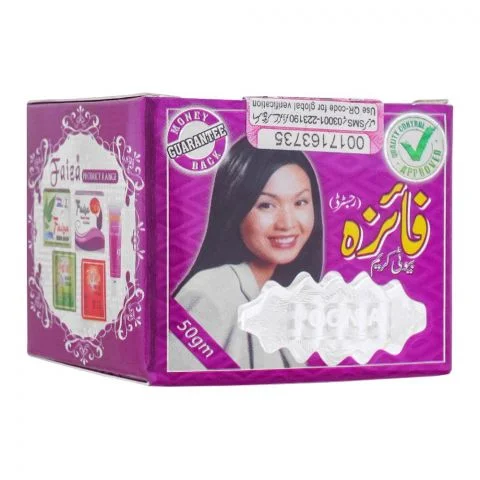 Faiza
PRODUCT RANGE
MONEY
GUARANTEE
BACK
0017163735
Use QR-code for global verification
QUALITY CONTROL
APPROVED
(رجسٹرڈ)
فائزہ
بیوٹی کریم
50gm